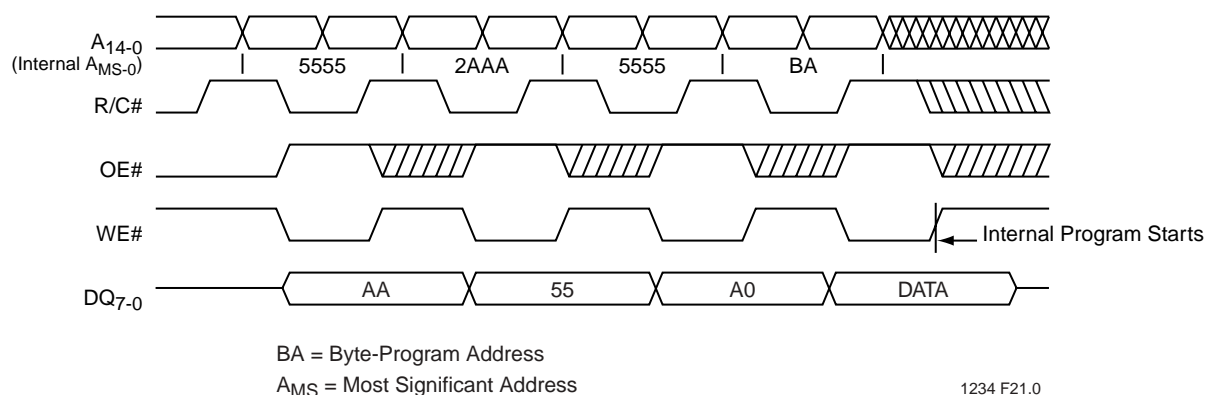 A14-0
(Internal AMS-0)
5555 2AAA 5555 BA
R/C#
OE#
WE#
Internal Program Starts
DQ7-0
AA 55 A0 DATA
BA = Byte-Program Address
AMS = Most Significant Address
1234 F21.0